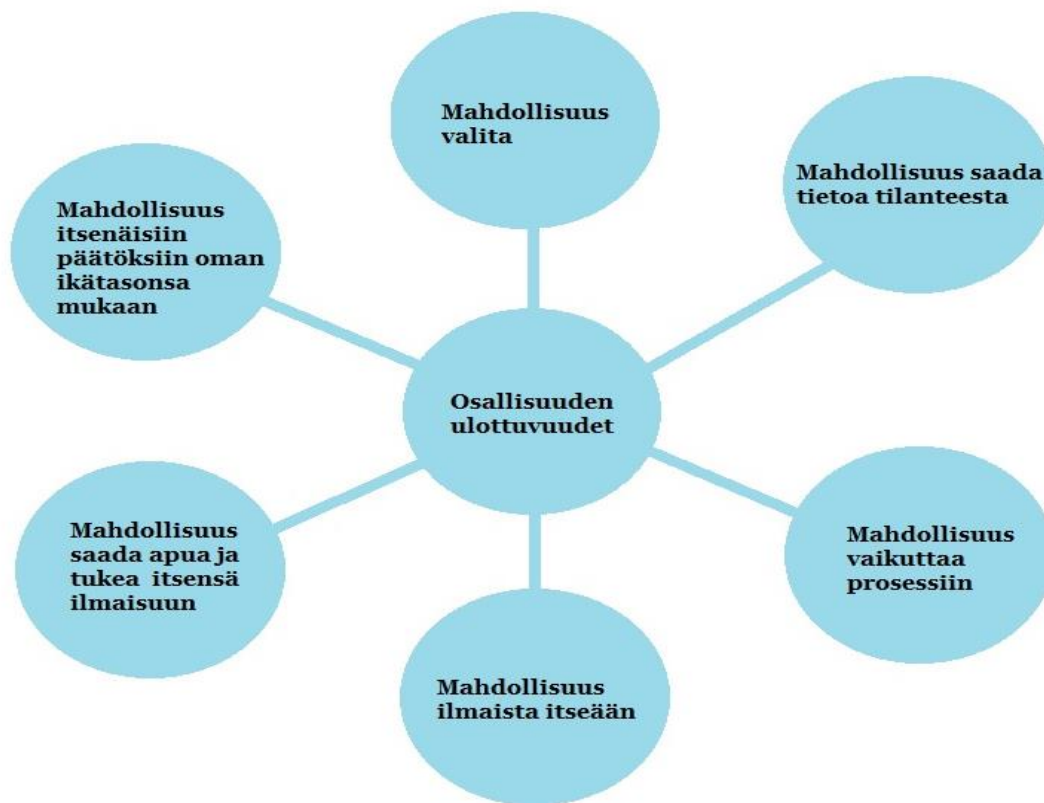 Mahdollisuus
valita
Mahdollisuus saada
tietoa tilanteesta
Mahdollisuus
itsenäisiin
päätöksiin oman
ikätasonsa
mukaan
Osallisuuden
ulottuvuudet
Mahdollisuus
saada apua ja
tukea itsensä
ilmaisuun
Mahdollisuus
vaikuttaa
prosessiin
Mahdollisuus
ilmaista itseään